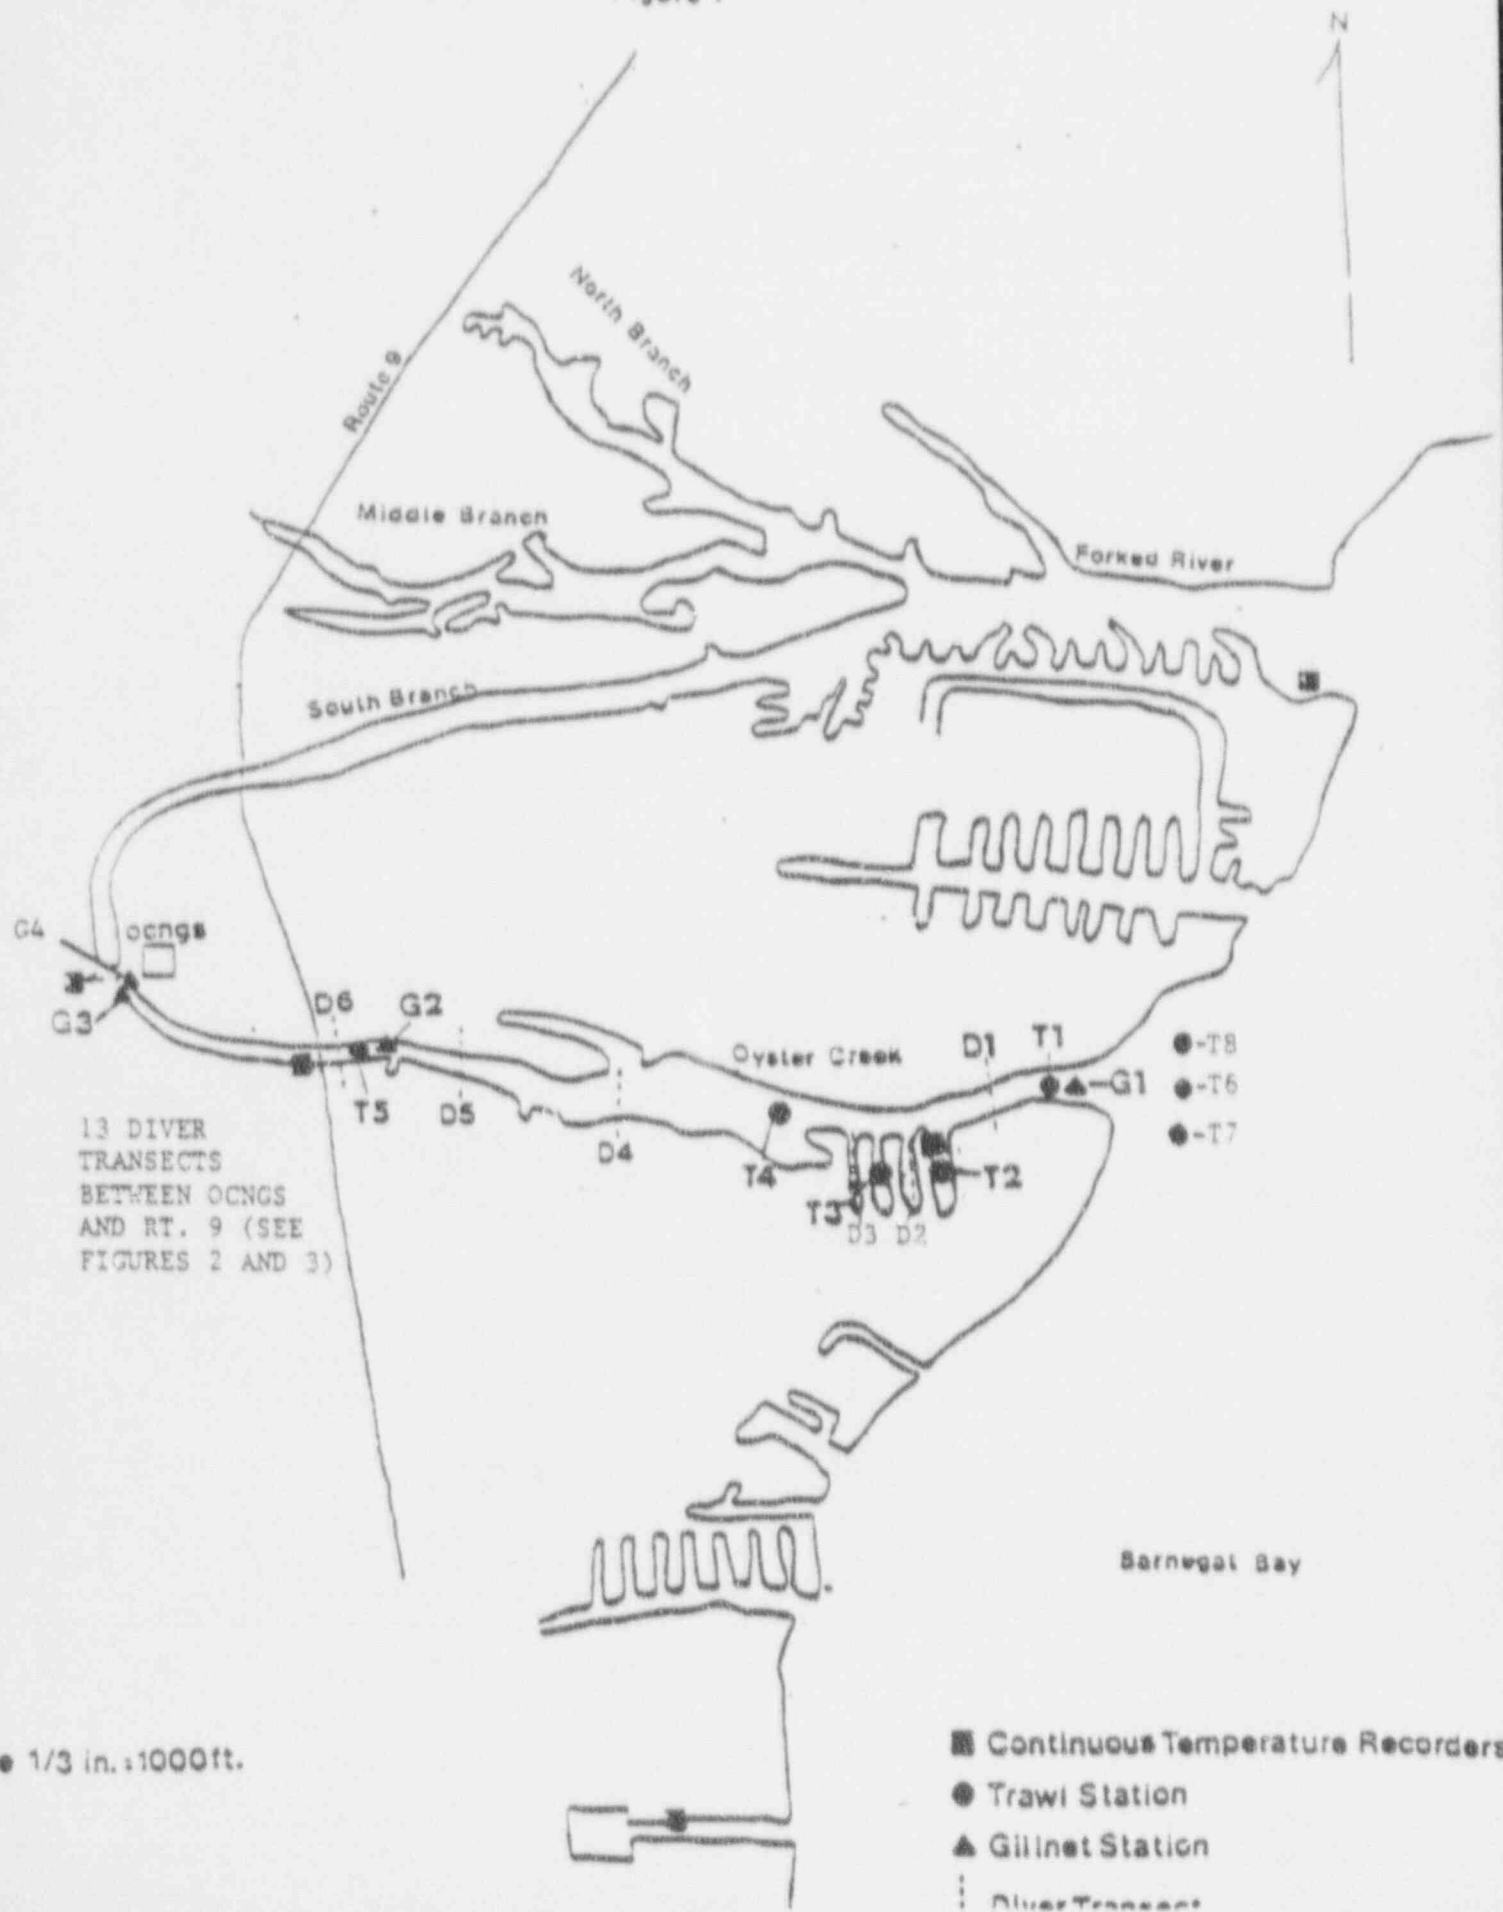 N
North Branch
Route 9
Middle Branch
Forked River
South Branch
G4
ocngs
G3
D6
G2
T5
D5
D4
Oyster Creek
T4
D1
T1
G1
T8
T6
T7
T2
T3
D3 D2
13 DIVER
TRANSECTS
BETWEEN OCNGS
AND RT. 9 (SEE
FIGURES 2 AND 3)
Barnegat Bay
e 1/3 in.:1000ft.
Continuous Temperature Recorders
Trawl Station
Gillnet Station
Diver Transect